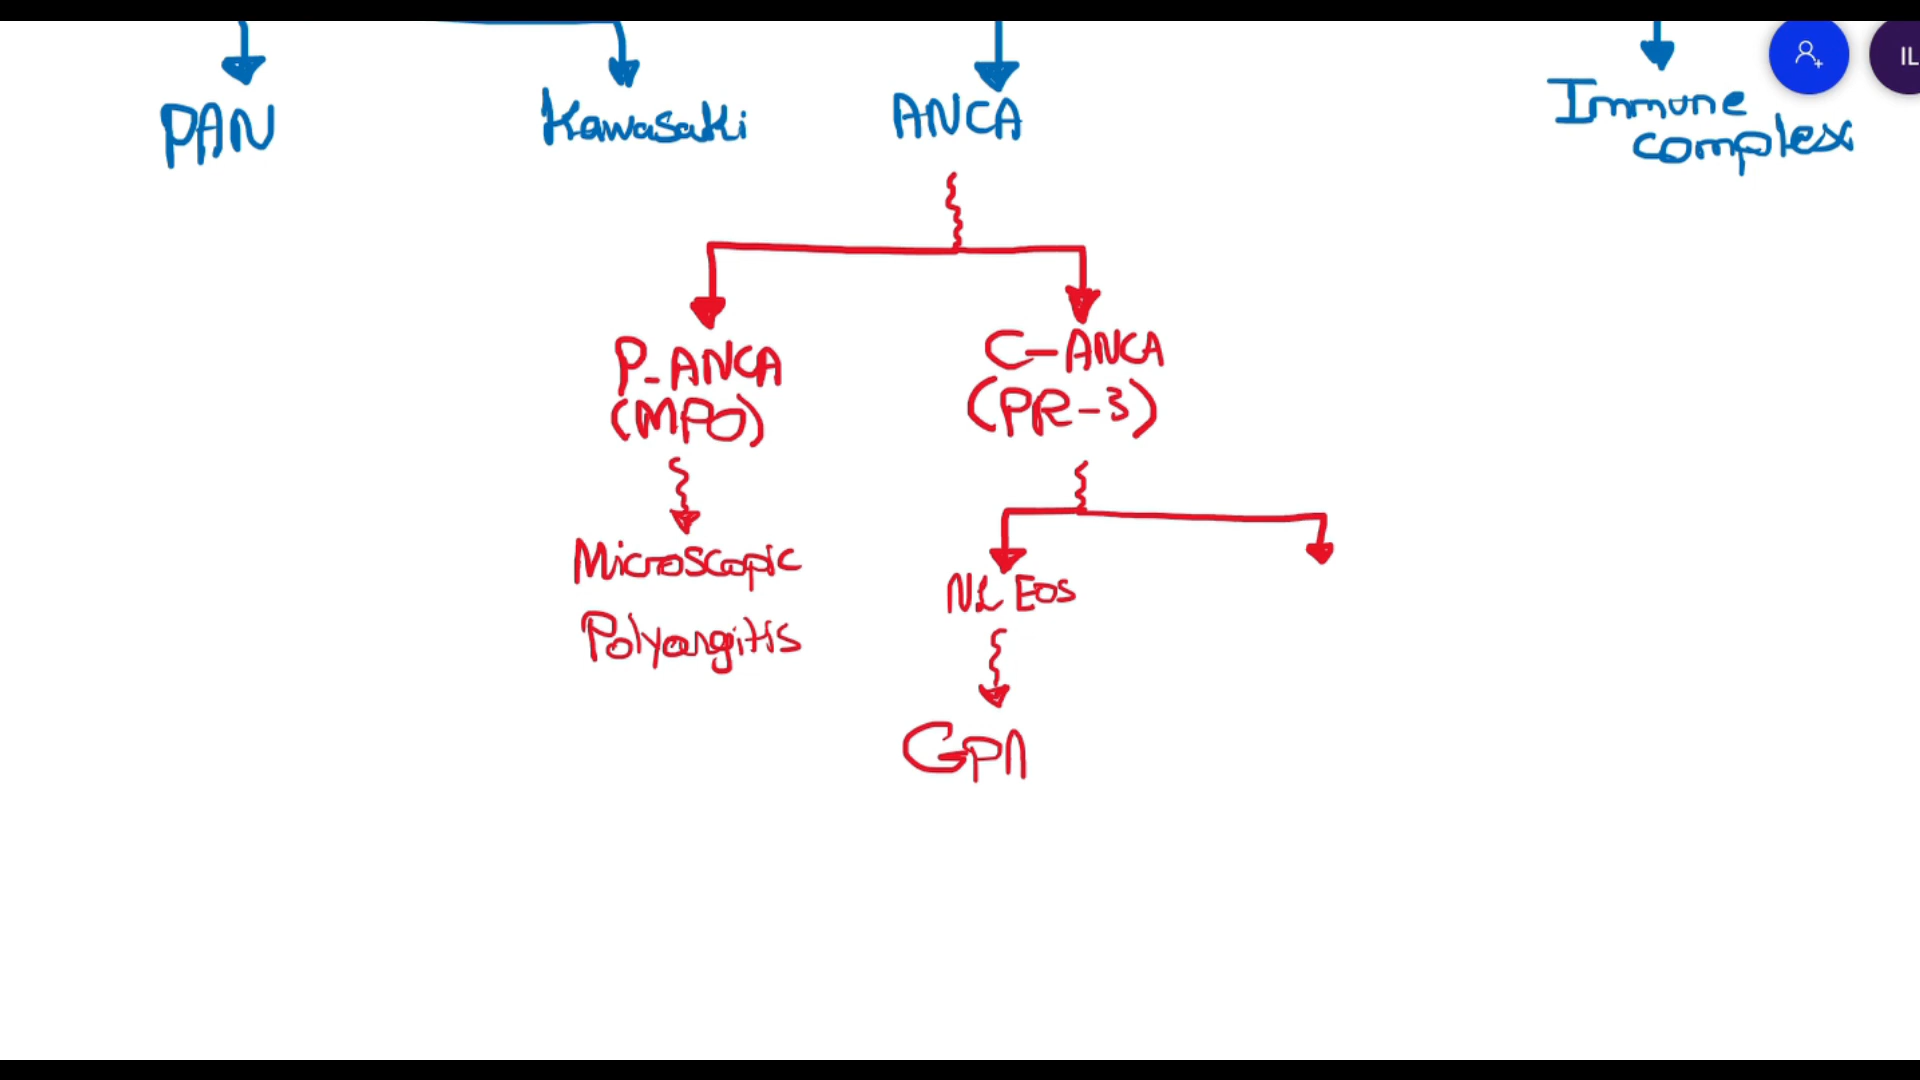 PAN
Kawasaki
ANCA
Immune
complex
IL
P-ANCA
(MPO)
C-ANCA
(PR-3)
Microscopic
Polyangitis
NL EOS
GPA